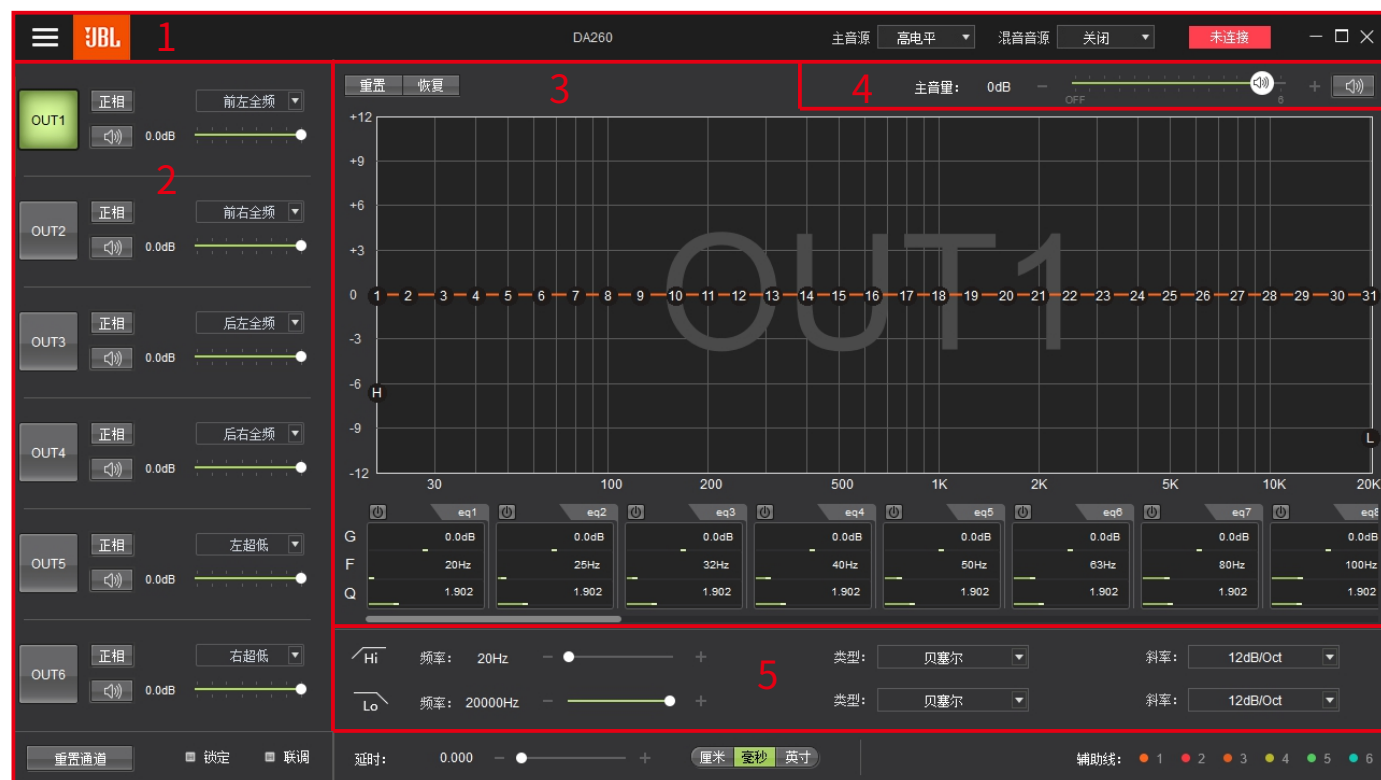 JBL 1 DA260 主音源 高电平 混音音源 关闭 未连接
重置 恢复 3 4 主音量： 0dB OFF 6
OUT1 正相 前左全频
0.0dB
2
OUT2 正相 前右全频
0.0dB
OUT3 正相 后左全频
0.0dB
OUT4 正相 后右全频
0.0dB
OUT5 正相 左超低
0.0dB
OUT6 正相 右超低
0.0dB
重置通道 锁定 联调
+12
+9
+6
+3
0 1 2 3 4 5 6 7 8 9 10 11 12 13 14 15 16 17 18 19 20 21 22 23 24 25 26 27 28 29 30 31
-3
-6 H
-9 L
-12
OUT1
30 100 200 500 1K 2K 5K 10K 20K
eq1 eq2 eq3 eq4 eq5 eq6 eq7 eq8
G 0.0dB 0.0dB 0.0dB 0.0dB 0.0dB 0.0dB 0.0dB 0.0dB
F 20Hz 25Hz 32Hz 40Hz 50Hz 63Hz 80Hz 100Hz
Q 1.902 1.902 1.902 1.902 1.902 1.902 1.902 1.902
Hi 频率： 20Hz − + 类型： 贝塞尔 斜率： 12dB/Oct
5
Lo 频率： 20000Hz − + 类型： 贝塞尔 斜率： 12dB/Oct
延时： 0.000 − + 厘米 毫秒 英寸 辅助线： 1 2 3 4 5 6